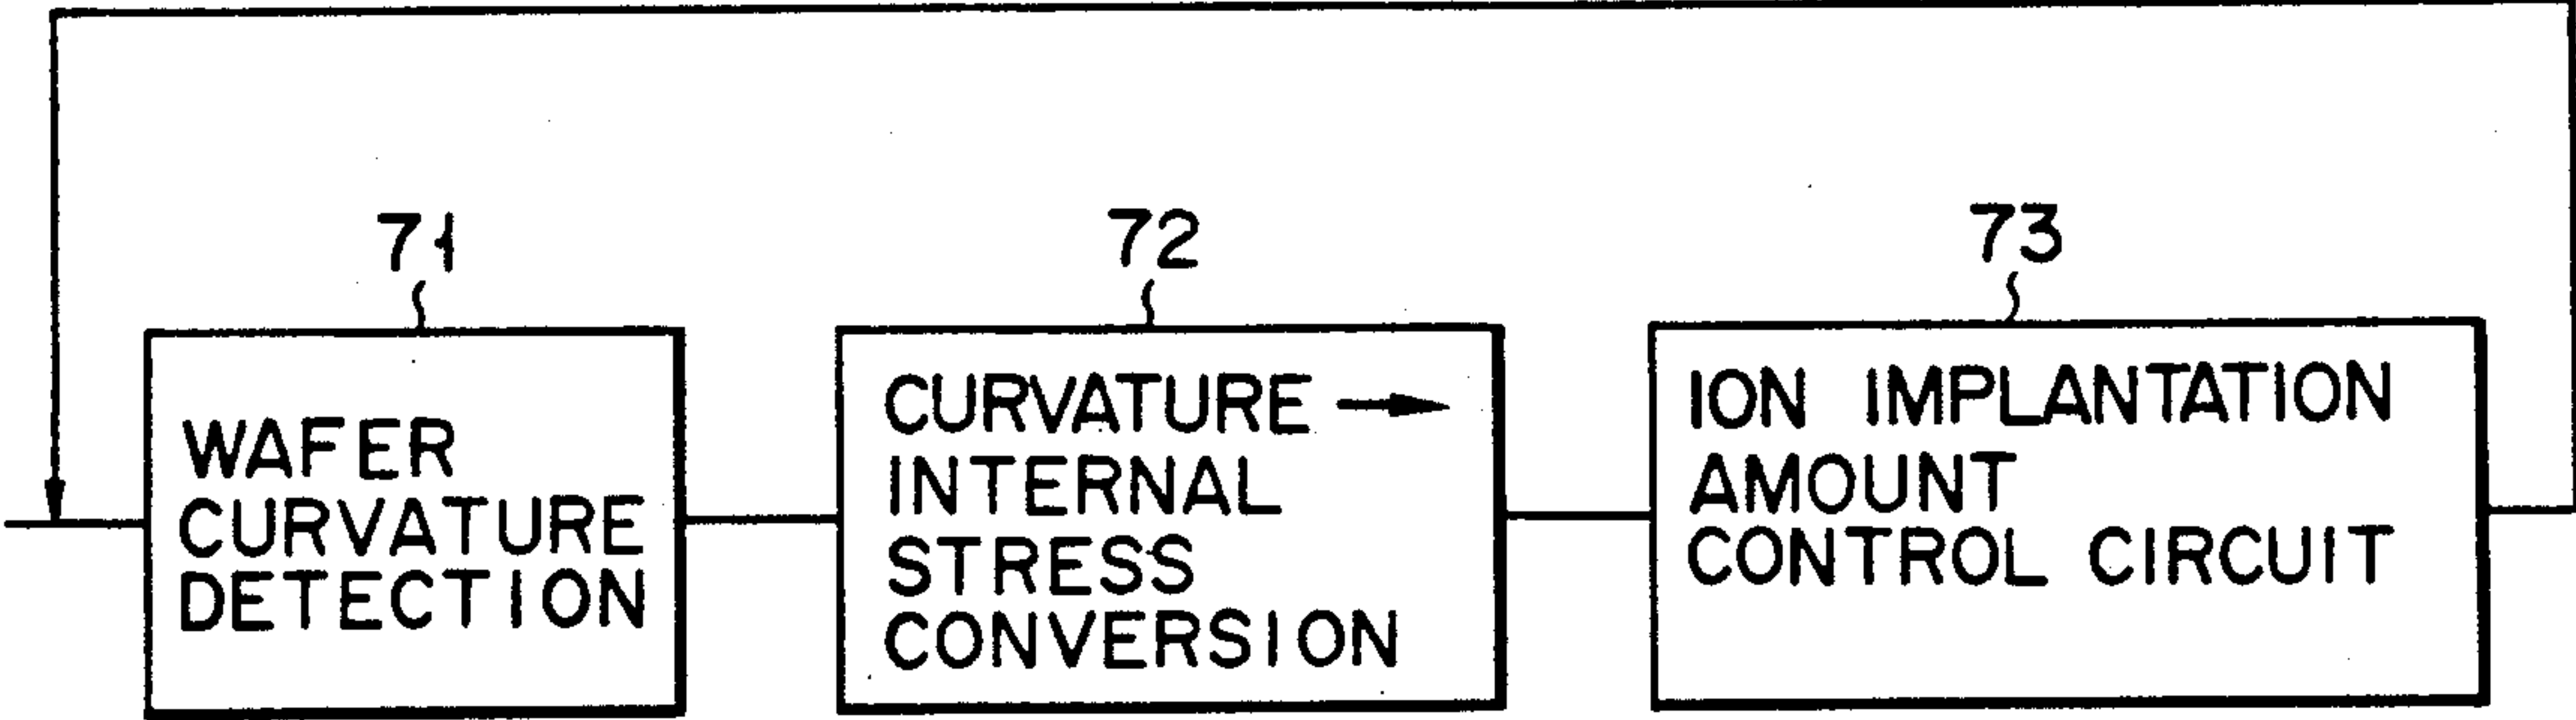 71
72
73
WAFER
CURVATURE
DETECTION
CURVATURE →
INTERNAL
STRESS
CONVERSION
ION IMPLANTATION
AMOUNT
CONTROL CIRCUIT